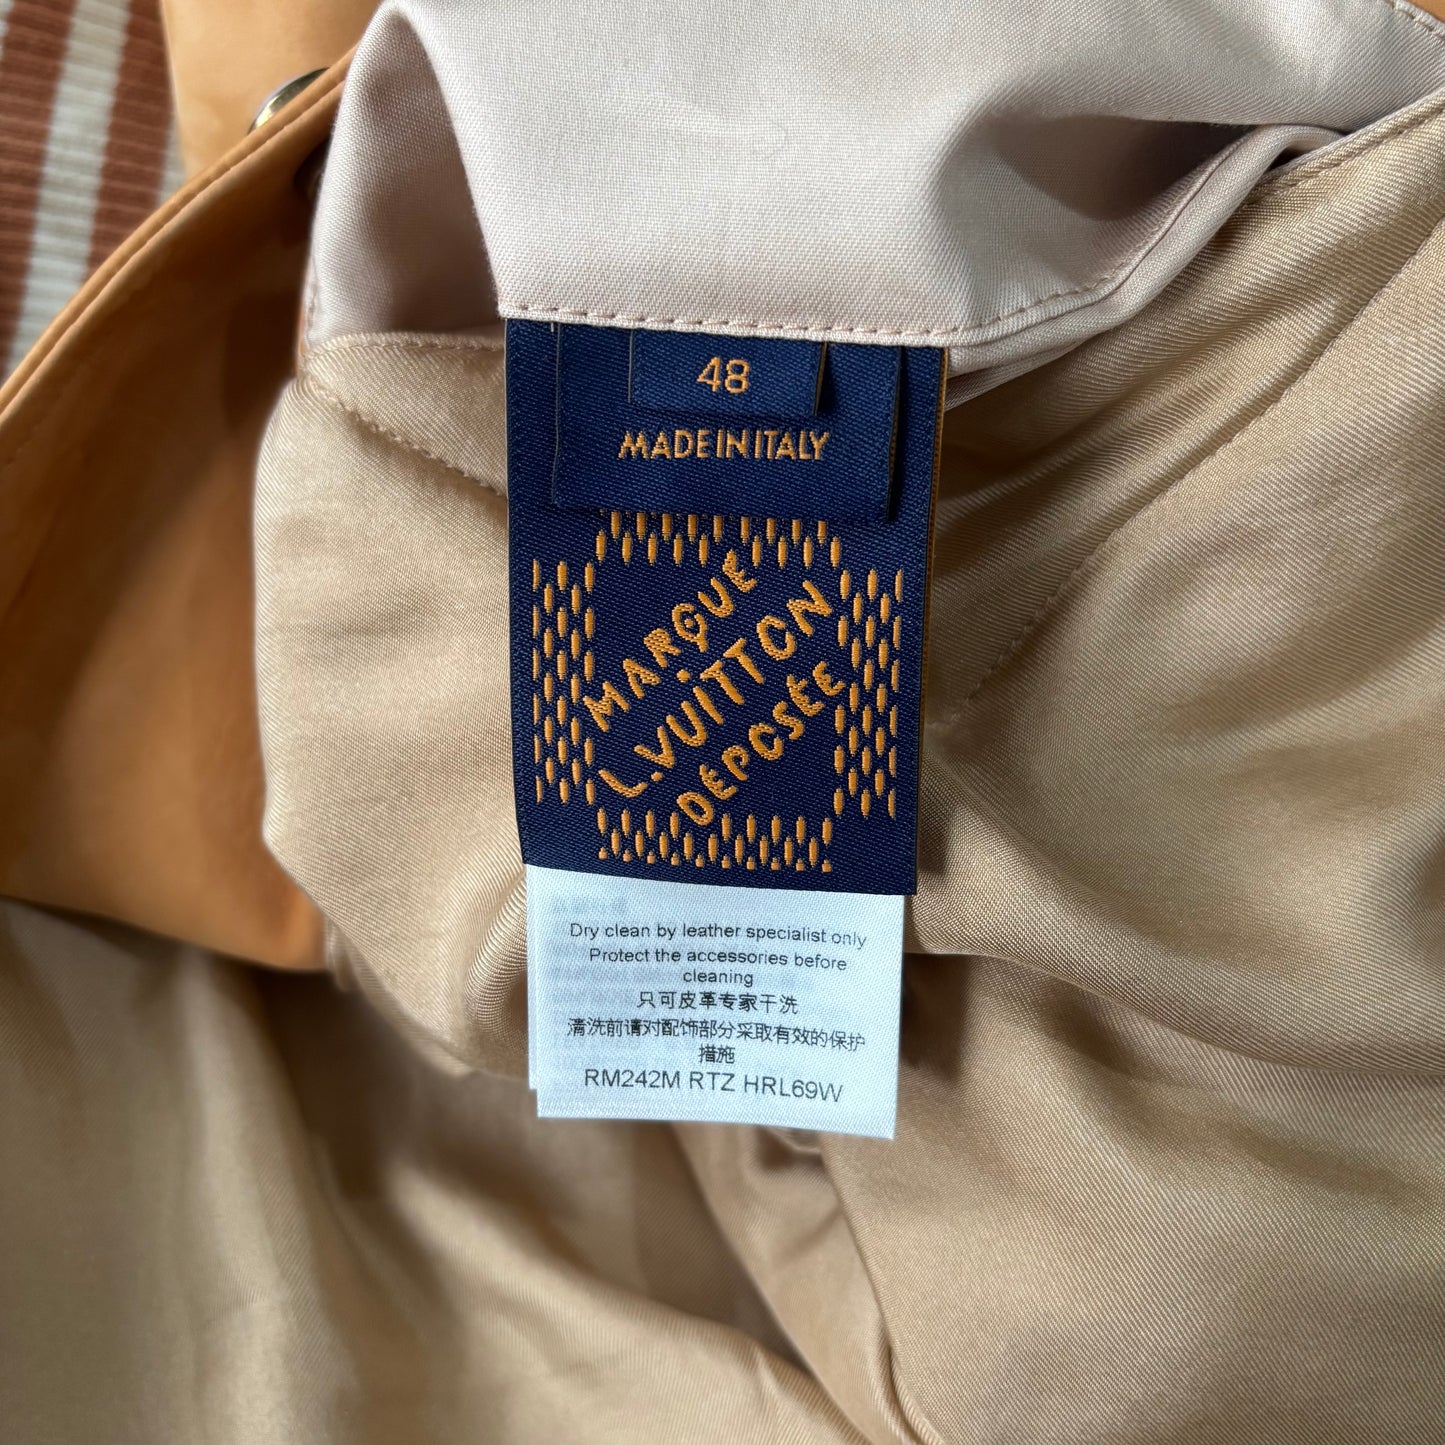 48
MADE IN ITALY
MARQUE
L.VUITTON
DÉPOSÉE
Dry clean by leather specialist only
Protect the accessories before
cleaning
只可皮革专家干洗
清洗前请对配饰部分采取有效的保护
措施
RM242M RTZ HRL69W